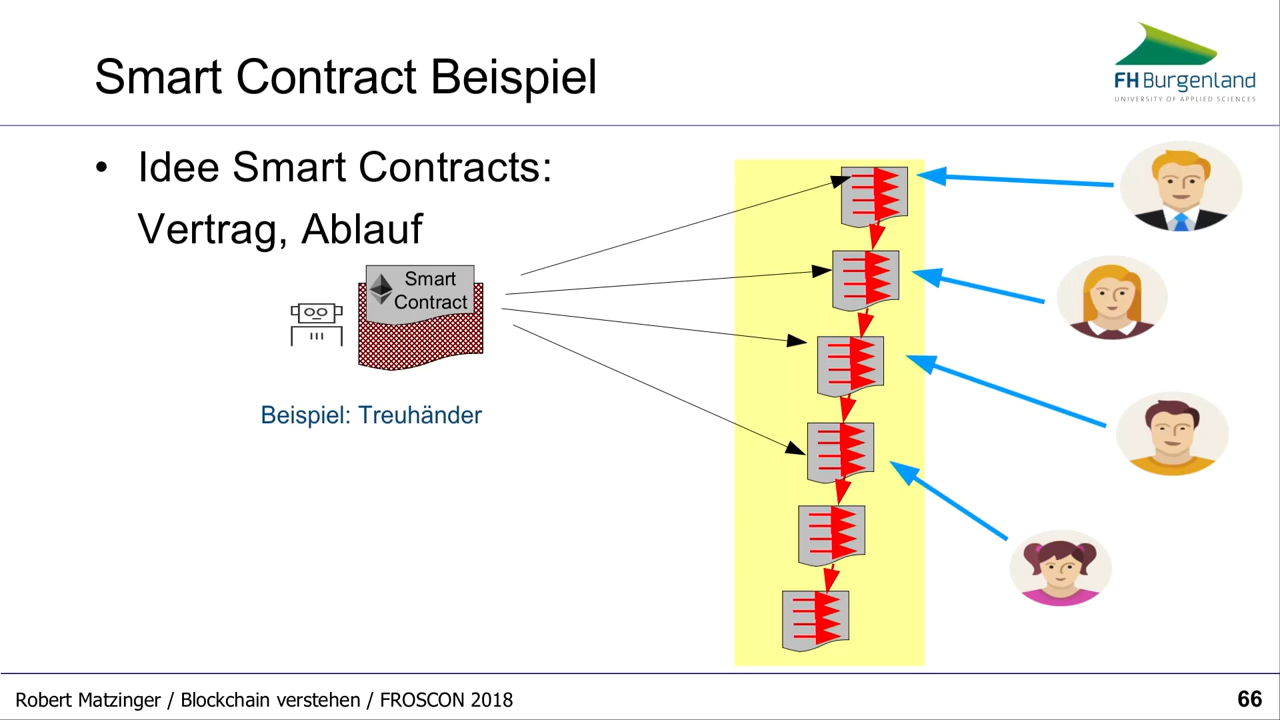 Smart Contract Beispiel
FH Burgenland
UNIVERSITY OF APPLIED SCIENCES
• Idee Smart Contracts:
Vertrag, Ablauf
Smart
Contract
Beispiel: Treuhänder
Robert Matzinger / Blockchain verstehen / FROSCON 2018
66